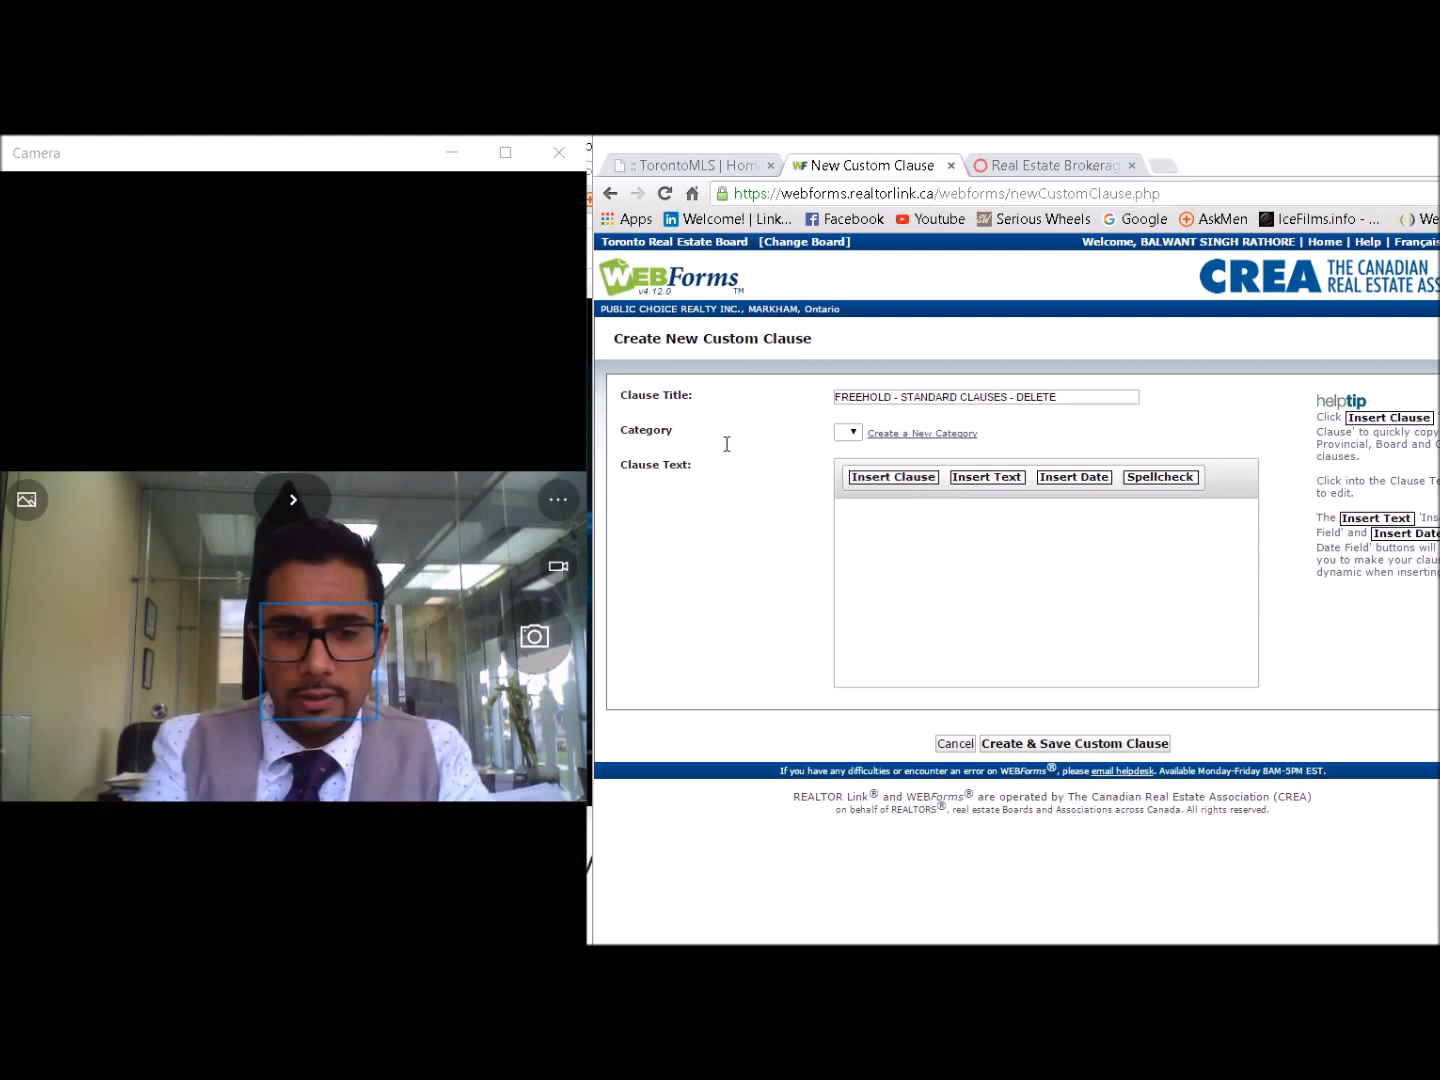 Camera
:: TorontoMLS | Hom
WF New Custom Clause
Real Estate Brokerag
https://webforms.realtorlink.ca/webforms/newCustomClause.php
Apps
Welcome! | Link...
Facebook
Youtube
Serious Wheels
Google
AskMen
IceFilms.info - ...
We
Toronto Real Estate Board [Change Board]
Welcome, BALWANT SINGH RATHORE | Home | Help | Français
WEBForms™
v4.12.0
CREA THE CANADIAN
REAL ESTATE ASS
PUBLIC CHOICE REALTY INC., MARKHAM, Ontario
Create New Custom Clause
Clause Title:
FREEHOLD - STANDARD CLAUSES - DELETE
Category
Create a New Category
Clause Text:
Insert Clause
Insert Text
Insert Date
Spellcheck
helptip
Click Insert Clause
Clause' to quickly copy
Provincial, Board and C
clauses.
Click into the Clause Te
to edit.
The Insert Text 'Ins
Field' and Insert Date
Date Field' buttons will
you to make your clau
dynamic when insertin
Cancel
Create & Save Custom Clause
If you have any difficulties or encounter an error on WEBForms®, please email helpdesk. Available Monday-Friday 8AM-5PM EST.
REALTOR Link® and WEBForms® are operated by The Canadian Real Estate Association (CREA)
on behalf of REALTORS®, real estate Boards and Associations across Canada. All rights reserved.